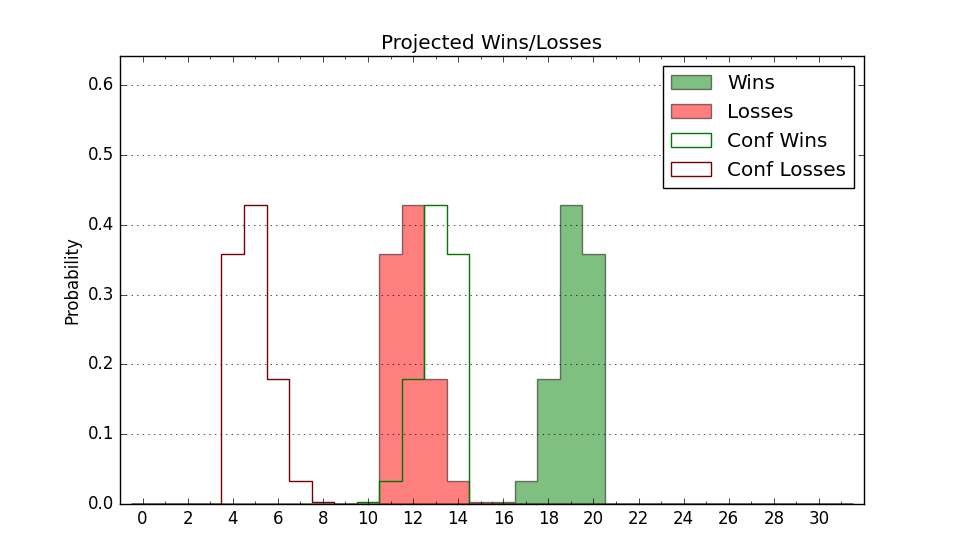 Projected Wins/Losses
Wins
Losses
Conf Wins
Conf Losses
Probability
0.6
0.5
0.4
0.3
0.2
0.1
0.0
0 2 4 6 8 10 12 14 16 18 20 22 24 26 28 30